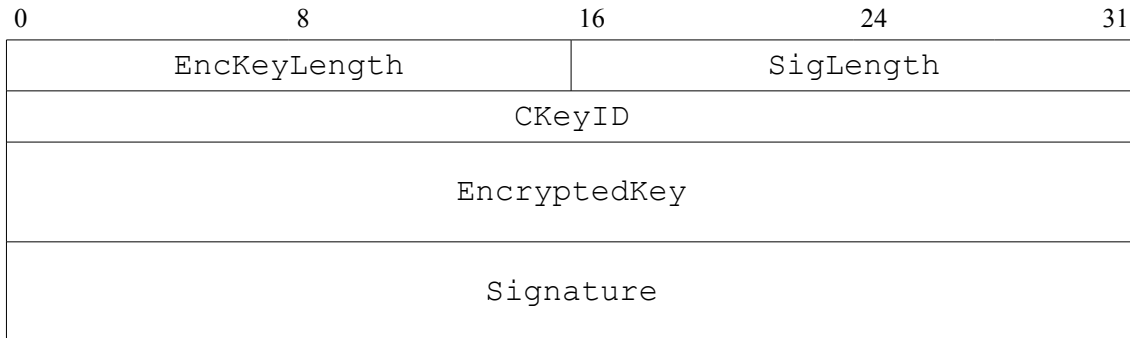 0 8 16 24 31
EncKeyLength SigLength
CKeyID
EncryptedKey
Signature